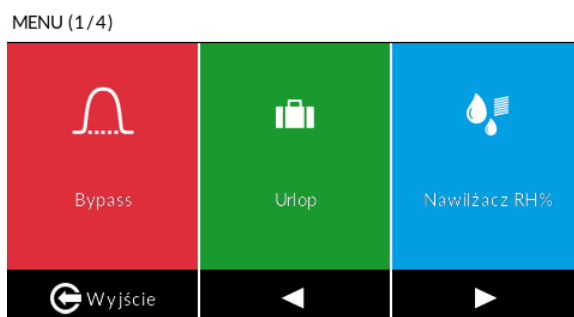 MENU (1/4)
Bypass
Urlop
Nawilżacz RH%
Wyjście